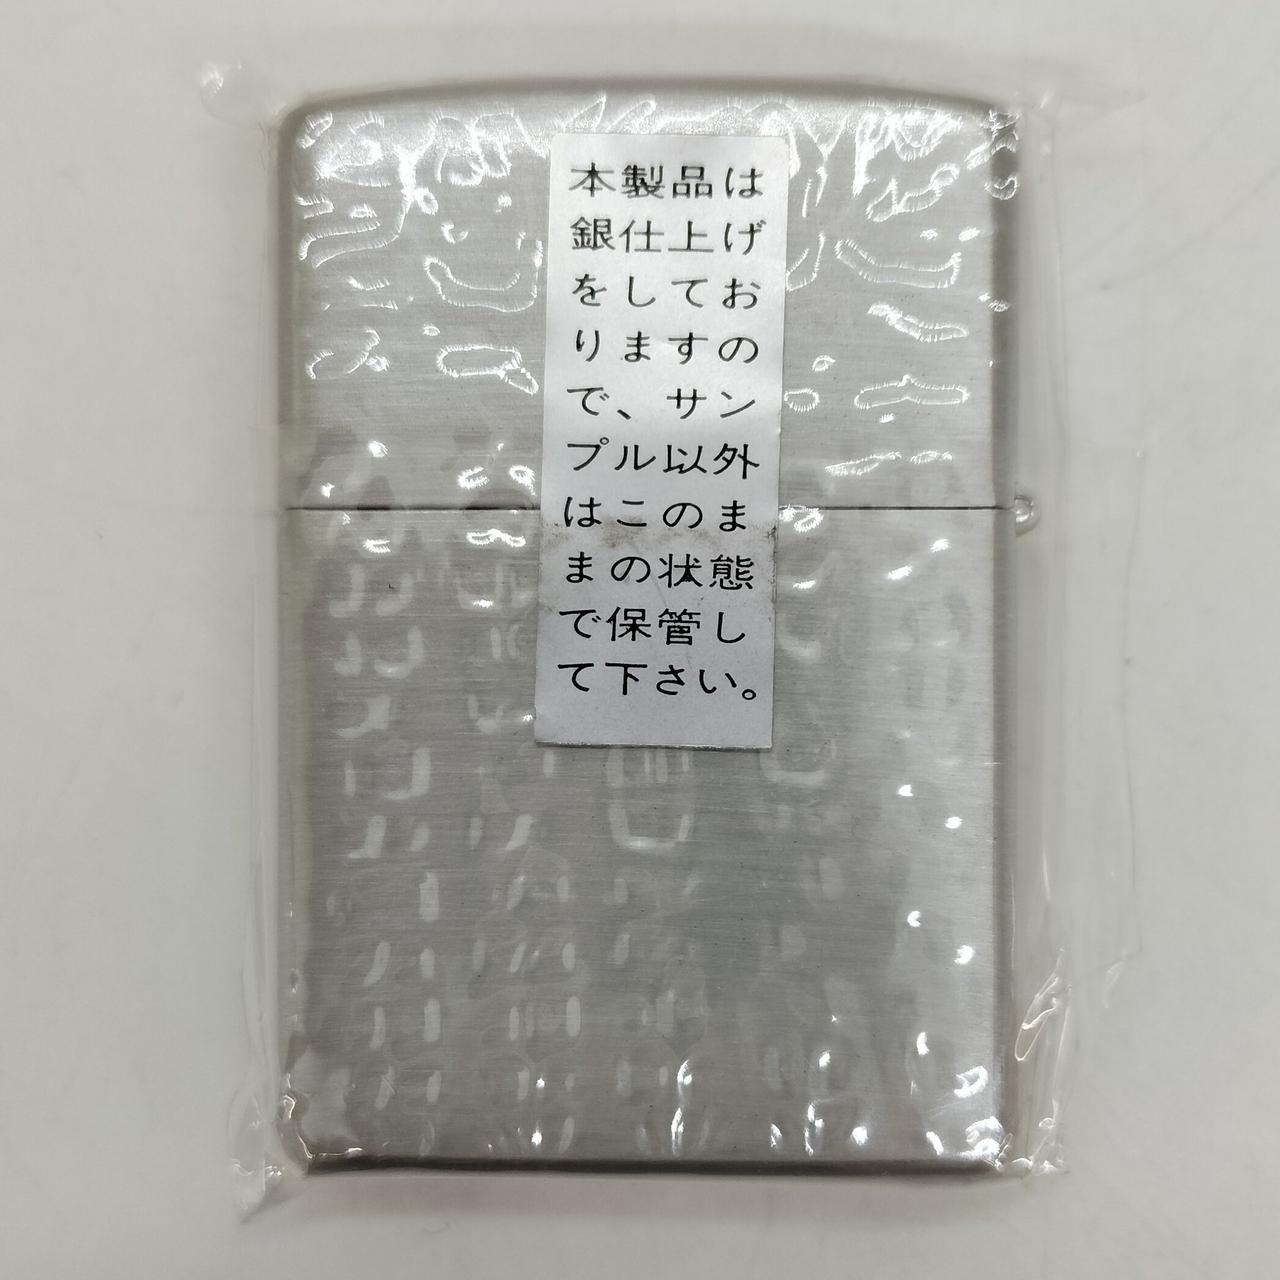 本製品は
銀仕上げ
をしてお
りますの
で、サン
プル以外
はこのま
まの状態
で保管し
て下さい。